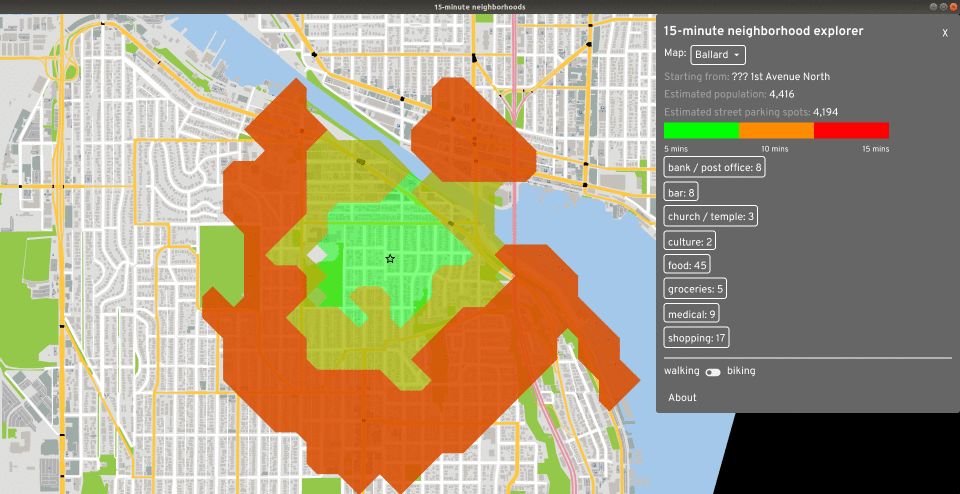 15-minute neighborhoods
15-minute neighborhood explorer
X
Map: Ballard
Starting from: ??? 1st Avenue North
Estimated population: 4,416
Estimated street parking spots: 4,194
5 mins 10 mins 15 mins
bank / post office: 8
bar: 8
church / temple: 3
culture: 2
food: 45
groceries: 5
medical: 9
shopping: 17
walking biking
About